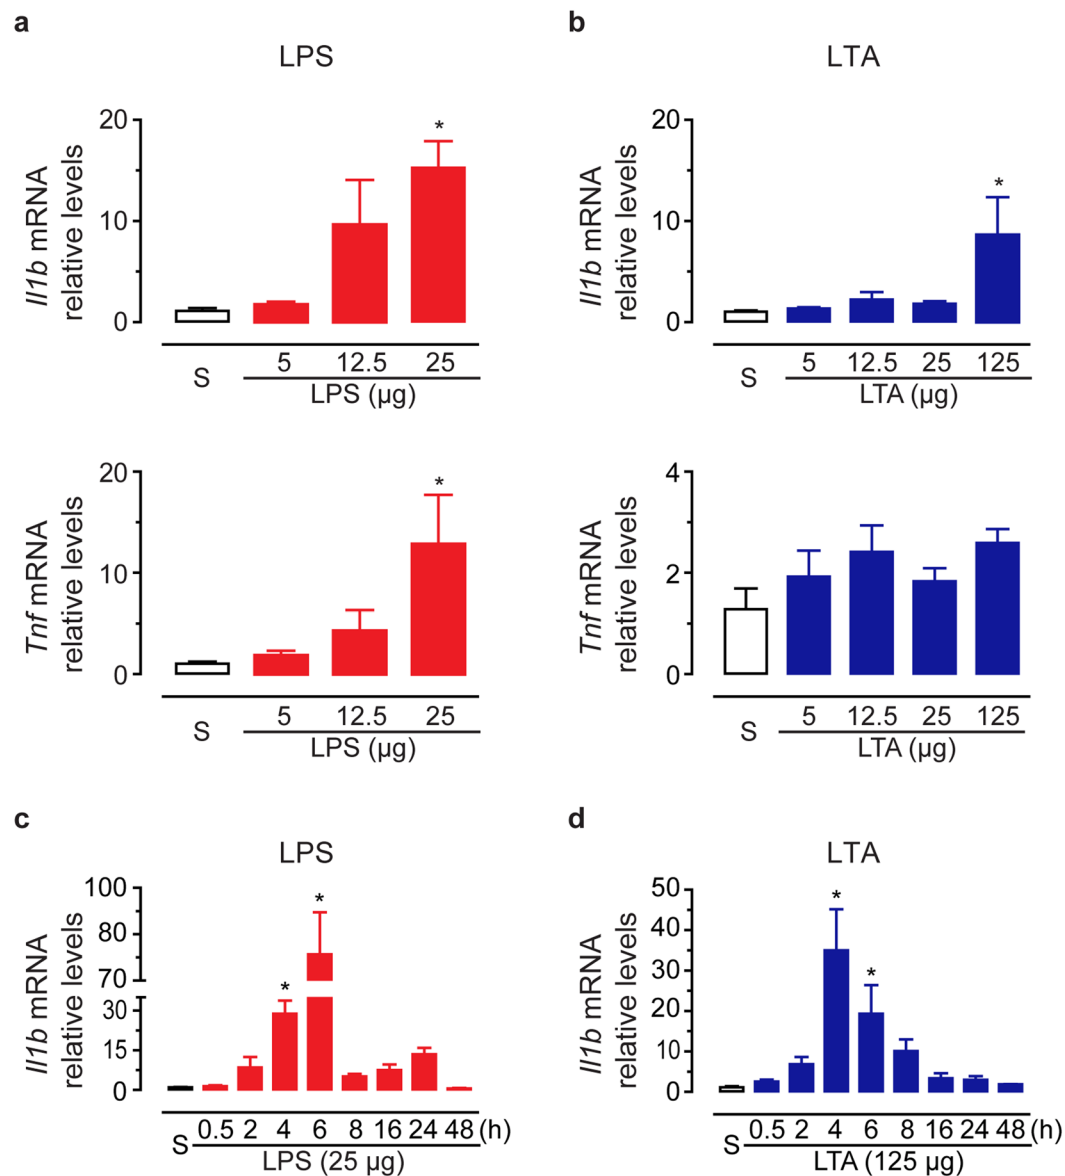 a
LPS
Il1b mRNA
relative levels
20
10
0
*
S
5 12.5 25
LPS (µg)
b
LTA
Il1b mRNA
relative levels
20
10
0
*
S
5 12.5 25 125
LTA (µg)
Tnf mRNA
relative levels
20
10
0
*
S
5 12.5 25
LPS (µg)
Tnf mRNA
relative levels
4
2
0
S
5 12.5 25 125
LTA (µg)
c
LPS
Il1b mRNA
relative levels
100
80
70
30
15
0
* *
S
0.5 2 4 6 8 16 24 48 (h)
LPS (25 µg)
d
LTA
Il1b mRNA
relative levels
50
40
30
20
10
0
* *
S
0.5 2 4 6 8 16 24 48 (h)
LTA (125 µg)